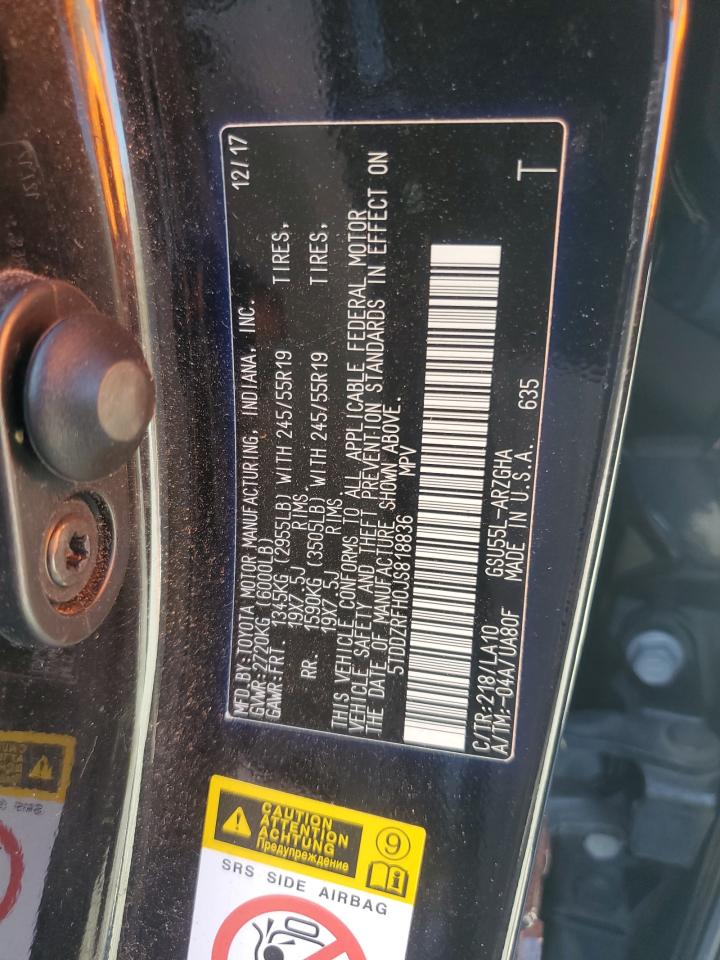 MFD.BY:TOYOTA MOTOR MANUFACTURING, INDIANA, INC. 12/17
GVWR:2720KG (6000LB)
GAWR:FRT 1345KG (2955LB) WITH 245/55R19 TIRES,
19X7.5J RIMS.
RR. 1590KG (3505LB) WITH 245/55R19 TIRES,
19X7.5J RIMS.
THIS VEHICLE CONFORMS TO ALL APPLICABLE FEDERAL MOTOR
VEHICLE SAFETY AND THEFT PREVENTION STANDARDS IN EFFECT ON
THE DATE OF MANUFACTURE SHOWN ABOVE.
5TDDZRFH0JS818836 MPV
C/TR:218/LA10 GSU55L-ARZGHA 635
A/TM:-04A/UA80F MADE IN U.S.A. T
CAUTION
ATTENTION
ACHTUNG
Предупреждение
9
i
SRS SIDE AIRBAG